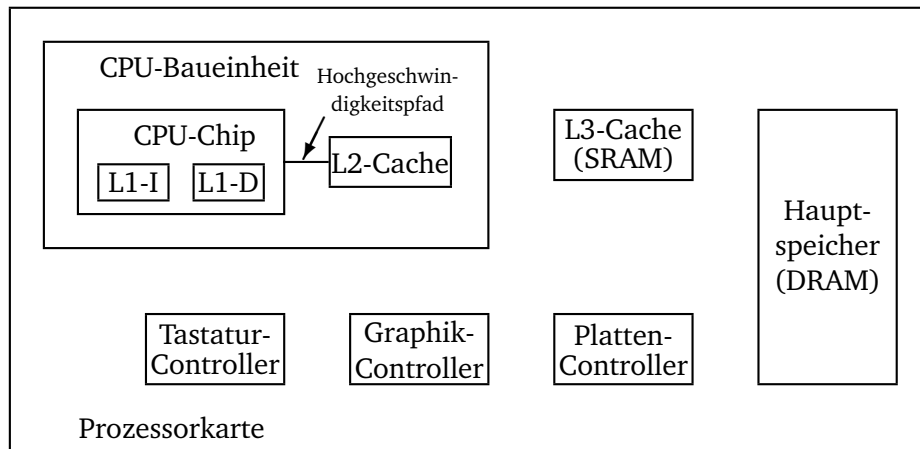 CPU-Baueinheit
Hochgeschwin-
digkeitspfad
CPU-Chip
L1-I
L1-D
L2-Cache
L3-Cache
(SRAM)
Haupt-
speicher
(DRAM)
Tastatur-
Controller
Graphik-
Controller
Platten-
Controller
Prozessorkarte